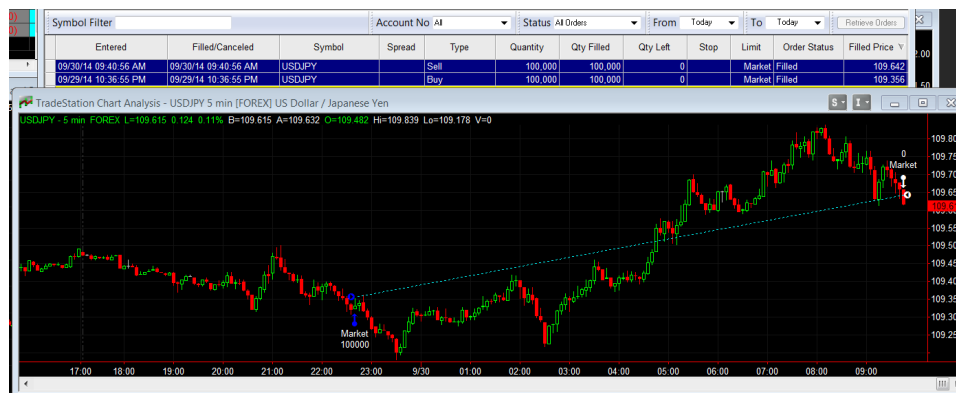 Symbol Filter Account No All Status All Orders From Today To Today Retrieve Orders
Entered Filled/Canceled Symbol Spread Type Quantity Qty Filled Qty Left Stop Limit Order Status Filled Price
09/30/14 09:40:56 AM 09/30/14 09:40:56 AM USDJPY Sell 100,000 100,000 0 Market Filled 109.642
09/29/14 10:36:55 PM 09/29/14 10:36:55 PM USDJPY Buy 100,000 100,000 0 Market Filled 109.356
TradeStation Chart Analysis - USDJPY 5 min [FOREX] US Dollar / Japanese Yen
S I
USDJPY - 5 min FOREX L=109.615 0.124 0.11% B=109.615 A=109.632 O=109.482 Hi=109.839 Lo=109.178 V=0
109.80
0
109.75
Market
109.70
109.65
109.55
109.50
109.45
109.40
109.35
109.30
Market
109.25
100000
17:00 18:00 19:00 20:00 21:00 22:00 23:00 9/30 01:00 02:00 03:00 04:00 05:00 06:00 07:00 08:00 09:00